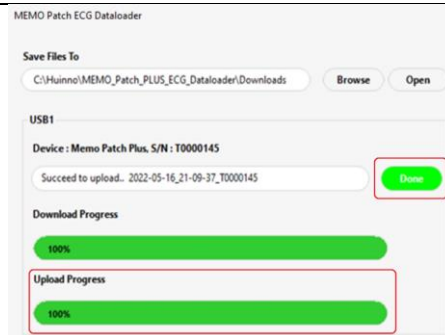 MEMO Patch ECG Dataloader
Save Files To
C:\Huinno\MEMO_Patch_PLUS_ECG_Dataloader\Downloads Browse Open
USB1
Device : Memo Patch Plus, S/N : T0000145
Succeed to upload.. 2022-05-16_21-09-37_T0000145 Done
Download Progress
100%
Upload Progress
100%